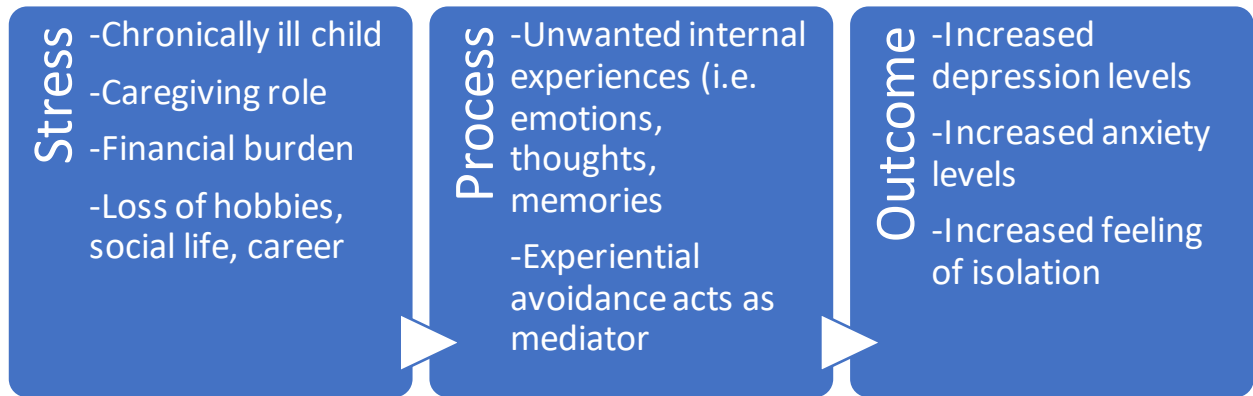 Stress
-Chronically ill child
-Caregiving role
-Financial burden
-Loss of hobbies,
social life, career
Process
-Unwanted internal
experiences (i.e.
emotions,
thoughts,
memories
-Experiential
avoidance acts as
mediator
Outcome
-Increased
depression levels
-Increased anxiety
levels
-Increased feeling
of isolation